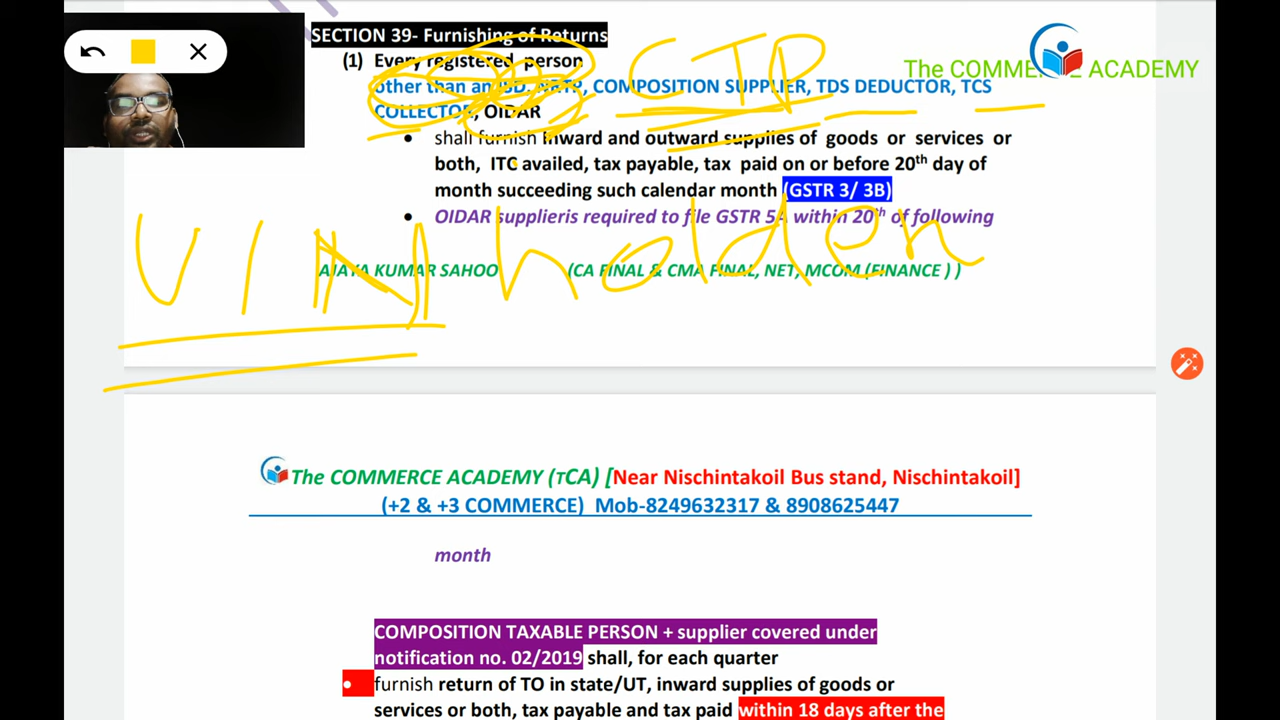 SECTION 39- Furnishing of Returns
(1) Every registered person
other than an ISD, NRTP, COMPOSITION SUPPLIER, TDS DEDUCTOR, TCS
COLLECTOR, OIDAR
CTP
The COMMERCE ACADEMY
• shall furnish inward and outward supplies of goods or services or
both, ITC availed, tax payable, tax paid on or before 20th day of
month succeeding such calendar month (GSTR 3/ 3B)
• OIDAR supplieris required to file GSTR 5A within 20th of following
UIN holder
AJAYA KUMAR SAHOO (CA FINAL & CMA FINAL, NET, MCOM (FINANCE ) )
The COMMERCE ACADEMY (TCA) [Near Nischintakoil Bus stand, Nischintakoil]
(+2 & +3 COMMERCE) Mob-8249632317 & 8908625447
month
COMPOSITION TAXABLE PERSON + supplier covered under
notification no. 02/2019 shall, for each quarter
• furnish return of TO in state/UT, inward supplies of goods or
services or both, tax payable and tax paid within 18 days after the